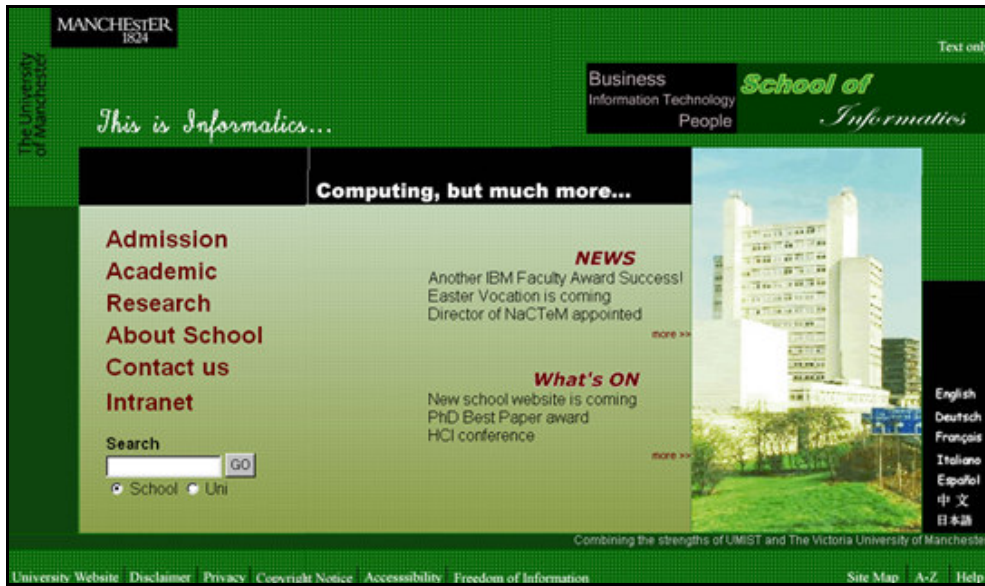 MANCHESTER
1824
The University
of Manchester
Text only
This is Informatics...
Business
Information Technology
People
School of
Informatics
Computing, but much more...
Admission
Academic
Research
About School
Contact us
Intranet
Search
GO
School Uni
NEWS
Another IBM Faculty Award Success!
Easter Vocation is coming
Director of NaCTeM appointed
more >>
What's ON
New school website is coming
PhD Best Paper award
HCI conference
more >>
English
Deutsch
Français
Italiano
Español
中文
日本語
Combining the strengths of UMIST and The Victoria University of Manchester
University Website Disclaimer Privacy Copyright Notice Accesssibility Freedom of Information
Site Map A-Z Help